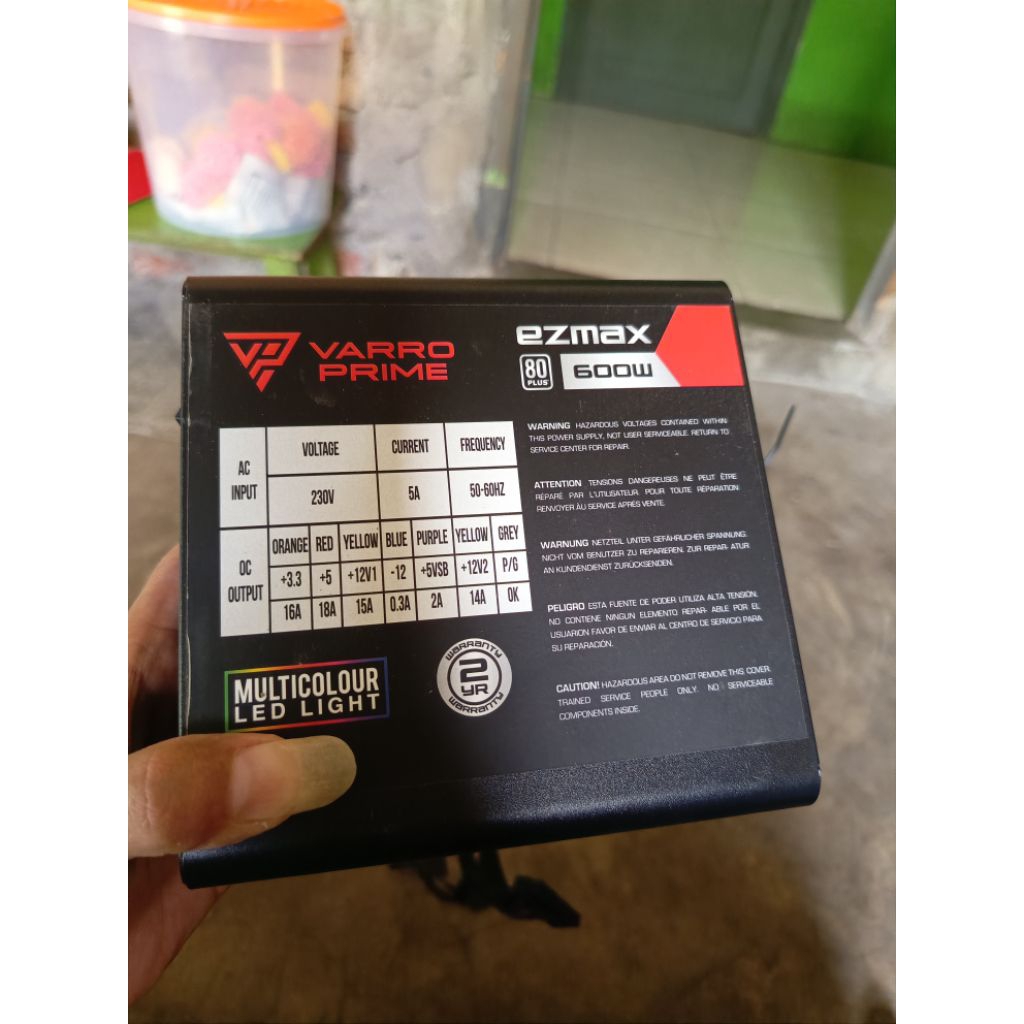 VARRO
PRIME
ezmax
80
PLUS
600W
AC
INPUT
VOLTAGE CURRENT FREQUENCY
230V 5A 50-60HZ
OC
OUTPUT
ORANGE RED YELLOW BLUE PURPLE YELLOW GREY
+3.3 +5 +12V1 -12 +5VSB +12V2 P/G
16A 18A 15A 0.3A 2A 14A OK
MULTICOLOUR
LED LIGHT
WARRANTY
2
YR
WARRANTY
WARNING HAZARDOUS VOLTAGES CONTAINED WITHIN
THIS POWER SUPPLY, NOT USER SERVICEABLE. RETURN TO
SERVICE CENTER FOR REPAIR.
ATTENTION TENSIONS DANGEREUSES NE PEUT ÊTRE
RÉPARÉ PAR L'UTILISATEUR. POUR TOUTE RÉPARATION
RENVOYER ÀU SERVICE APRÉS VENTE.
WARNUNG NETZTEIL UNTER GEFÄHRLICHER SPANNUNG.
NICHT VOM BENUTZER ZU REPARIEREN. ZUR REPAR- ATUR
AN KUNDENDIENST ZURÜCKSENDEN.
PELIGRO ESTA FUENTE DE PODER UTILIZA ALTA TENSIÓN.
NO CONTIENE NINGUN ELEMENTO REPAR- ABLE POR EL
USUARION FAVOR DE ENVIAR AL CENTRO DE SERVICIO PARA
SU REPARACIÓN.
CAUTION! HAZARDOUS AREA DO NOT REMOVE THIS COVER.
TRAINED SERVICE PEOPLE ONLY. NO SERVICEABLE
COMPONENTS INSIDE.